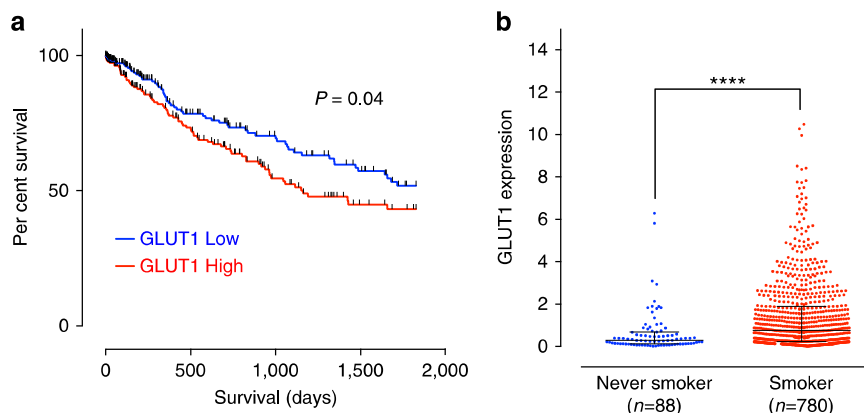 a
100
50
0
Per cent survival
P = 0.04
GLUT1 Low
GLUT1 High
0 500 1,000 1,500 2,000
Survival (days)
b
14
12
10
8
6
4
2
0
GLUT1 expression
****
Never smoker Smoker
(n=88) (n=780)